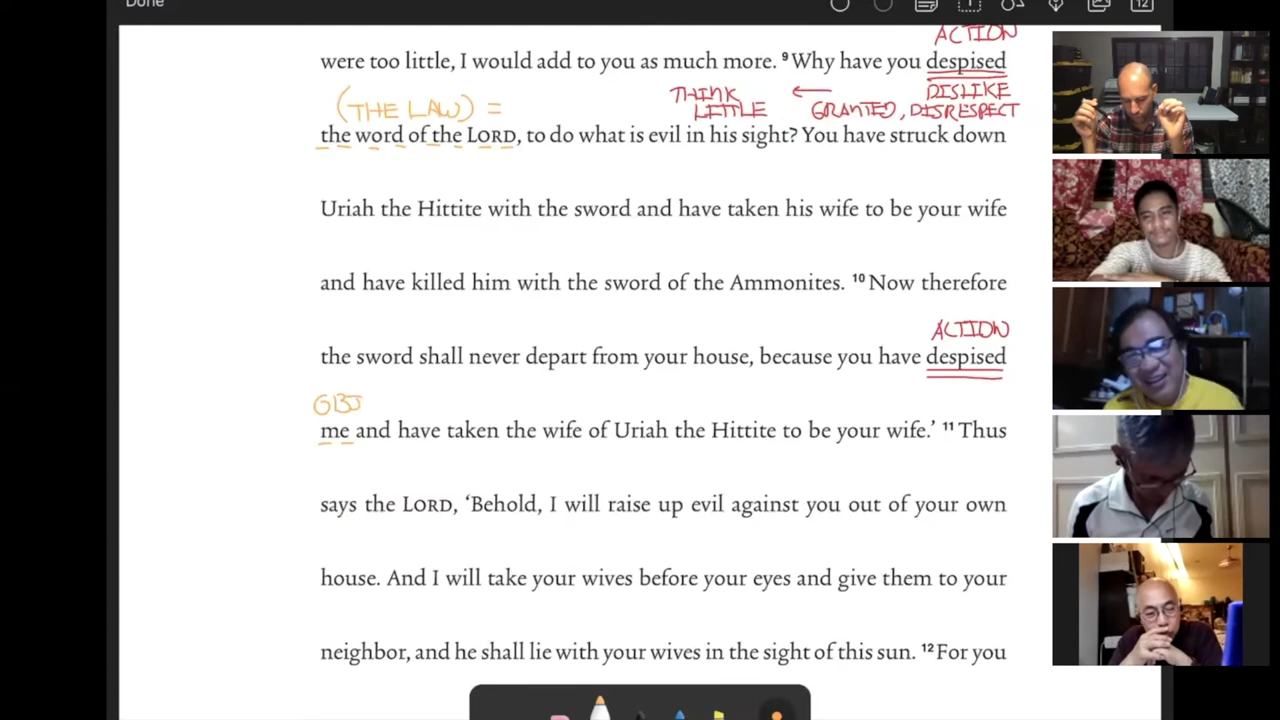 Done
12
ACTION
were too little, I would add to you as much more. ⁹ Why have you despised
(THE LAW) =
THINK LITTLE ← GRANTED, DISLIKE DISRESPECT
the word of the LORD, to do what is evil in his sight? You have struck down
Uriah the Hittite with the sword and have taken his wife to be your wife
and have killed him with the sword of the Ammonites. ¹⁰ Now therefore
ACTION
the sword shall never depart from your house, because you have despised
OBJ
me and have taken the wife of Uriah the Hittite to be your wife.’ ¹¹ Thus
says the LORD, ‘Behold, I will raise up evil against you out of your own
house. And I will take your wives before your eyes and give them to your
neighbor, and he shall lie with your wives in the sight of this sun. ¹² For you